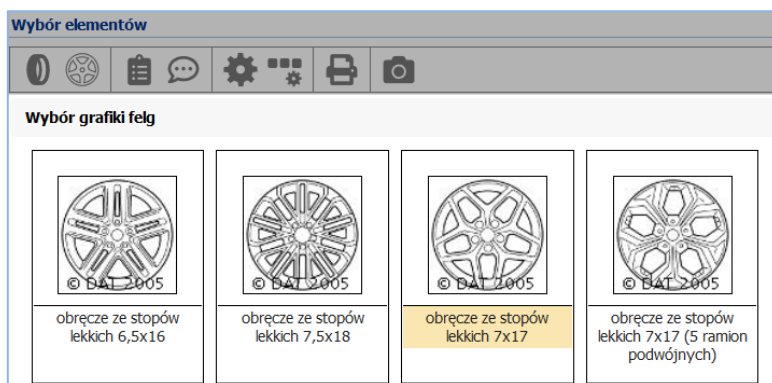 Wybór elementów
Wybór grafiki felg
© DAT 2005
© DAT 2005
© DAT 2005
© DAT 2005
obręcze ze stopów
lekkich 6,5x16
obręcze ze stopów
lekkich 7,5x18
obręcze ze stopów
lekkich 7x17
obręcze ze stopów
lekkich 7x17 (5 ramion
podwójnych)